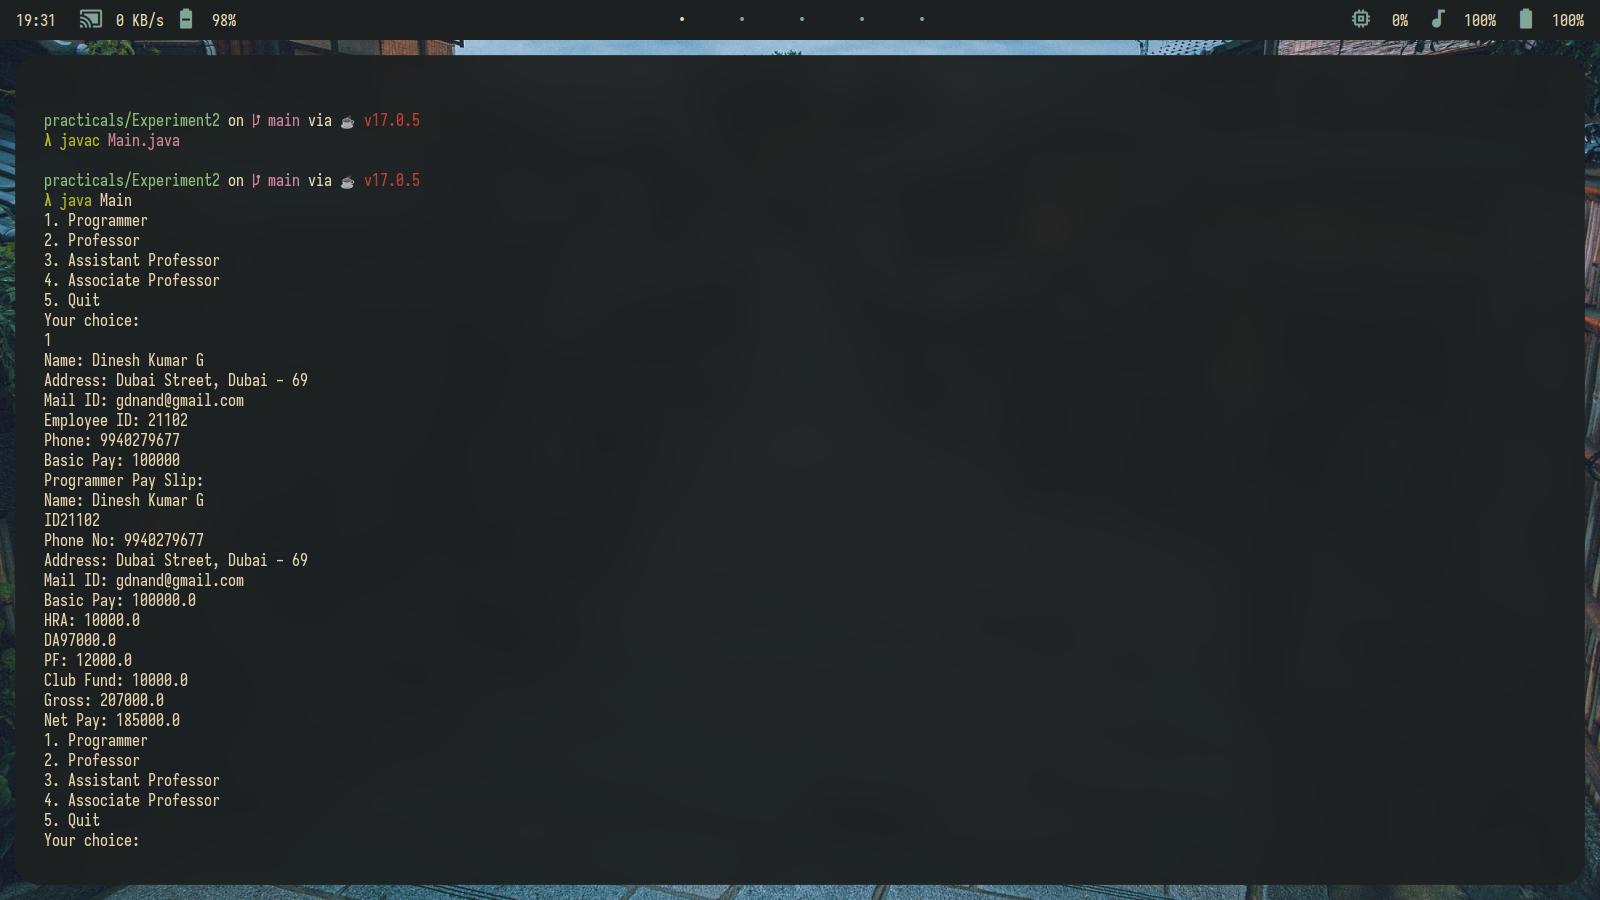 19:31 0 KB/s 98% 0% 100% 100%
practicals/Experiment2 on main via ☕ v17.0.5
λ javac Main.java
practicals/Experiment2 on main via ☕ v17.0.5
λ java Main
1. Programmer
2. Professor
3. Assistant Professor
4. Associate Professor
5. Quit
Your choice:
1
Name: Dinesh Kumar G
Address: Dubai Street, Dubai - 69
Mail ID: gdnand@gmail.com
Employee ID: 21102
Phone: 9940279677
Basic Pay: 100000
Programmer Pay Slip:
Name: Dinesh Kumar G
ID21102
Phone No: 9940279677
Address: Dubai Street, Dubai - 69
Mail ID: gdnand@gmail.com
Basic Pay: 100000.0
HRA: 10000.0
DA97000.0
PF: 12000.0
Club Fund: 10000.0
Gross: 207000.0
Net Pay: 185000.0
1. Programmer
2. Professor
3. Assistant Professor
4. Associate Professor
5. Quit
Your choice: